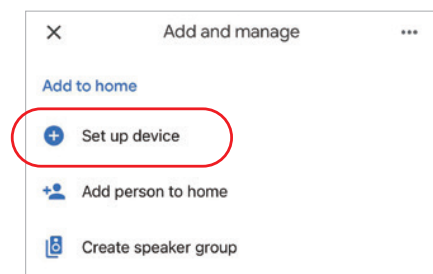 Add and manage
Add to home
Set up device
Add person to home
Create speaker group